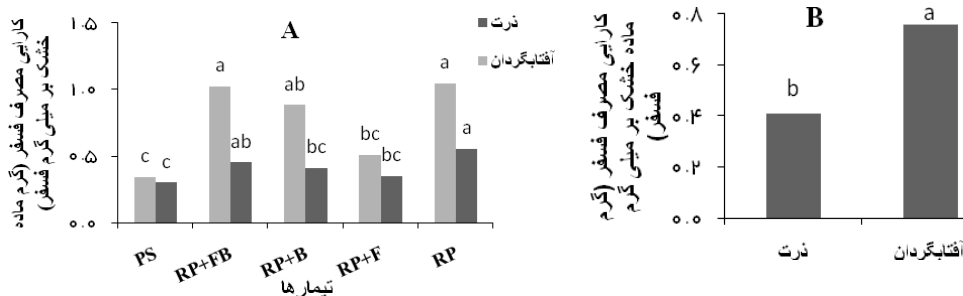 A
کارایی مصرف فسفر (گرم ماده
خشک بر میلی گرم فسفر)
۱.۵
۱.۰
۰.۵
۰.۰
ذرت
آفتابگردان
c c
a ab
ab bc
bc bc
a a
PS RP+FB RP+B RP+F RP
تیمارها
B
کارایی مصرف فسفر (گرم
ماده خشک بر میلی گرم
فسفر)
۰.۸
۰.۶
۰.۴
۰.۲
۰.۰
b
a
ذرت آفتابگردان